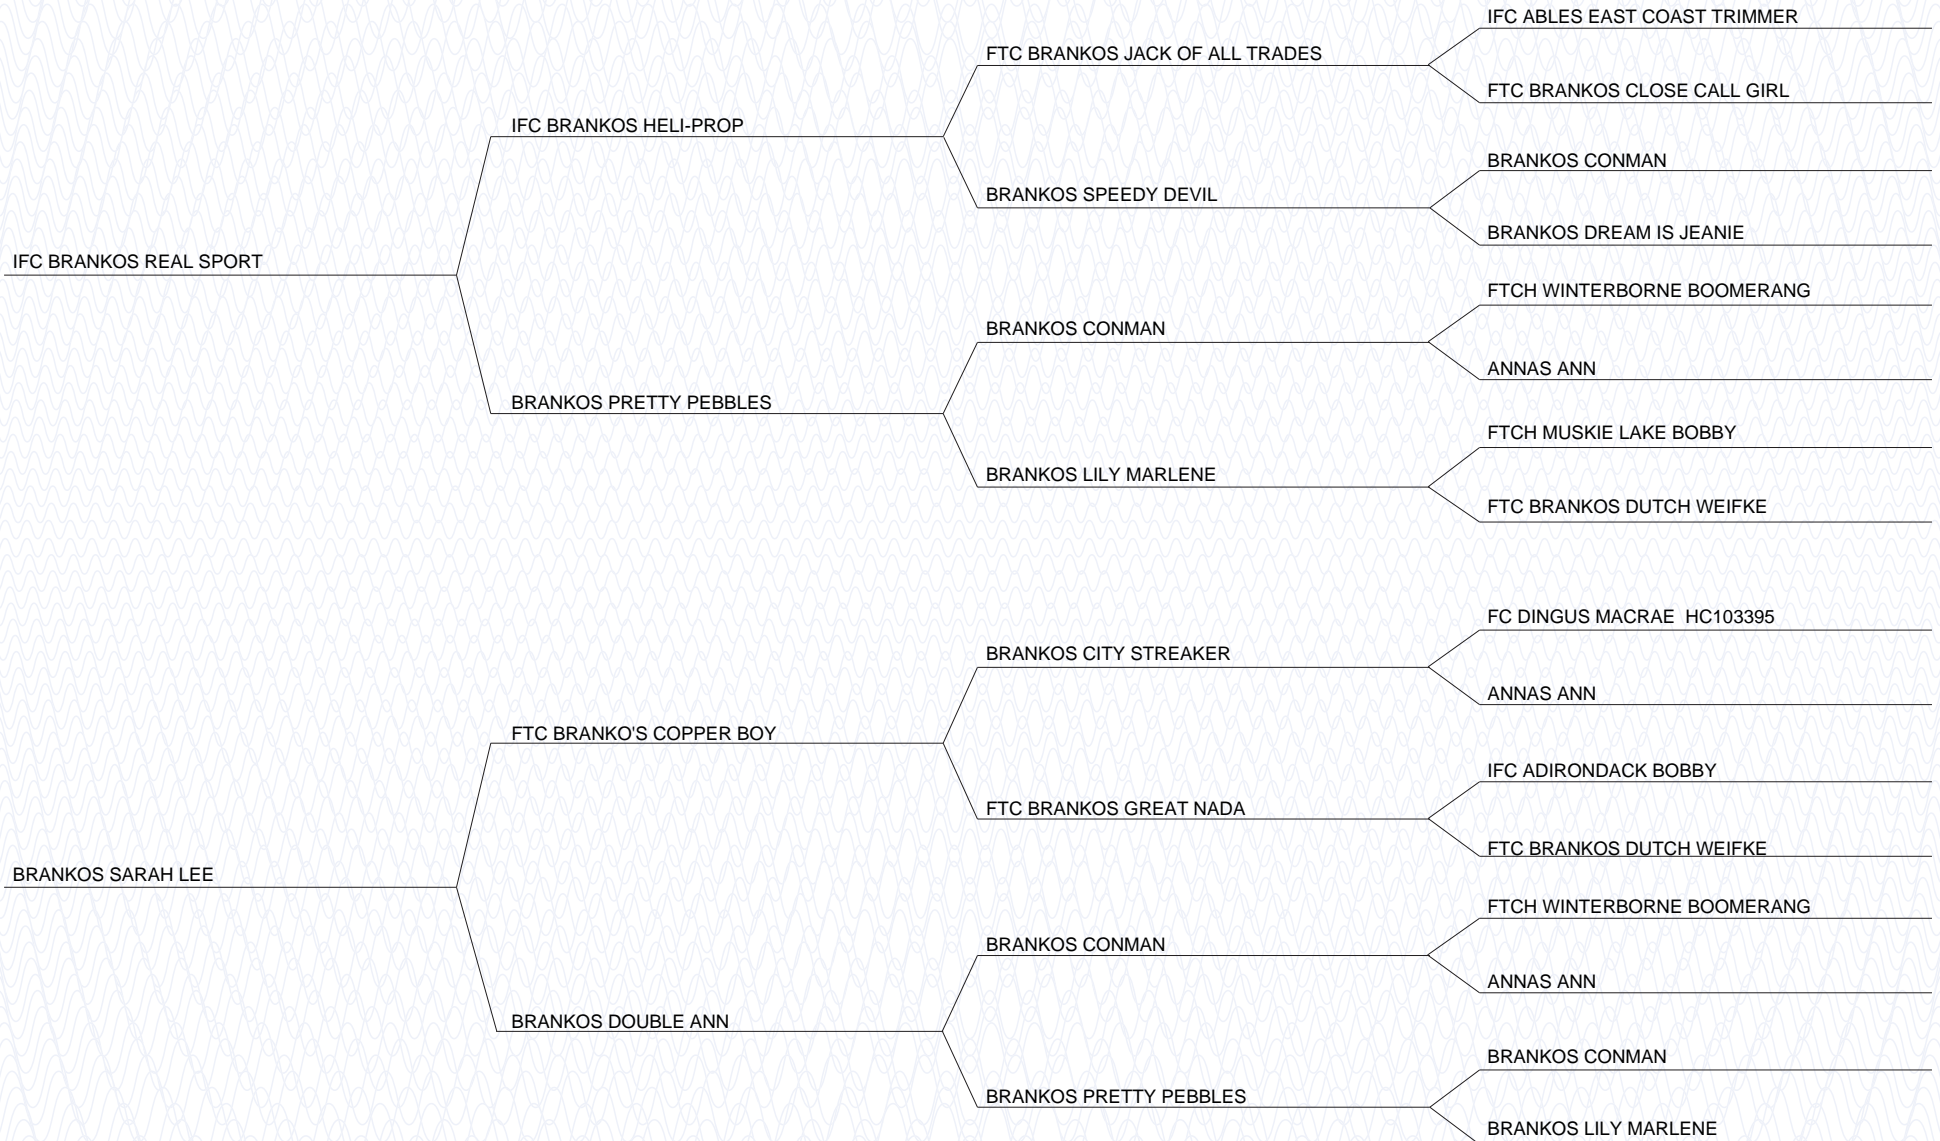 IFC ABLES EAST COAST TRIMMER
FTC BRANKOS JACK OF ALL TRADES
FTC BRANKOS CLOSE CALL GIRL
IFC BRANKOS HELI-PROP
BRANKOS CONMAN
BRANKOS SPEEDY DEVIL
BRANKOS DREAM IS JEANIE
IFC BRANKOS REAL SPORT
FTCH WINTERBORNE BOOMERANG
BRANKOS CONMAN
ANNAS ANN
BRANKOS PRETTY PEBBLES
FTCH MUSKIE LAKE BOBBY
BRANKOS LILY MARLENE
FTC BRANKOS DUTCH WEIFKE
FC DINGUS MACRAE  HC103395
BRANKOS CITY STREAKER
ANNAS ANN
FTC BRANKO'S COPPER BOY
IFC ADIRONDACK BOBBY
FTC BRANKOS GREAT NADA
FTC BRANKOS DUTCH WEIFKE
BRANKOS SARAH LEE
FTCH WINTERBORNE BOOMERANG
BRANKOS CONMAN
ANNAS ANN
BRANKOS DOUBLE ANN
BRANKOS CONMAN
BRANKOS PRETTY PEBBLES
BRANKOS LILY MARLENE